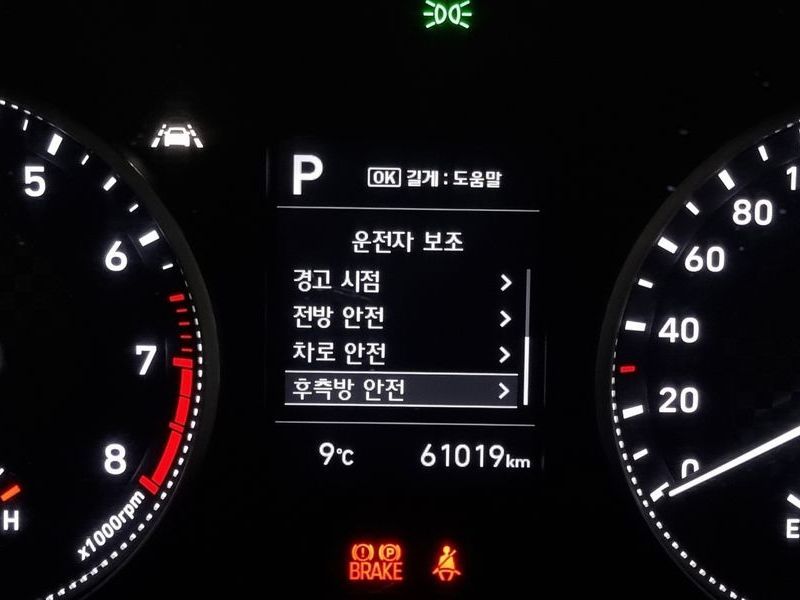 P OK 길게 : 도움말
운전자 보조
경고 시점
전방 안전
차로 안전
후측방 안전
9℃ 61019km
5
6
7
8
x1000rpm
H
1
80
60
40
20
0
E
P
BRAKE